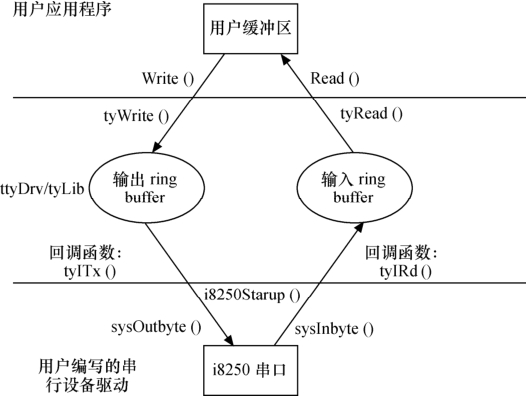 用户应用程序
用户缓冲区
Write ()
Read ()
tyWrite ()
tyRead ()
ttyDrv/tyLib
输出 ring
buffer
输入 ring
buffer
回调函数：
tyITx ()
回调函数：
tyIRd ()
i8250Starup ()
sysOutbyte ()
sysInbyte ()
用户编写的串
行设备驱动
i8250 串口